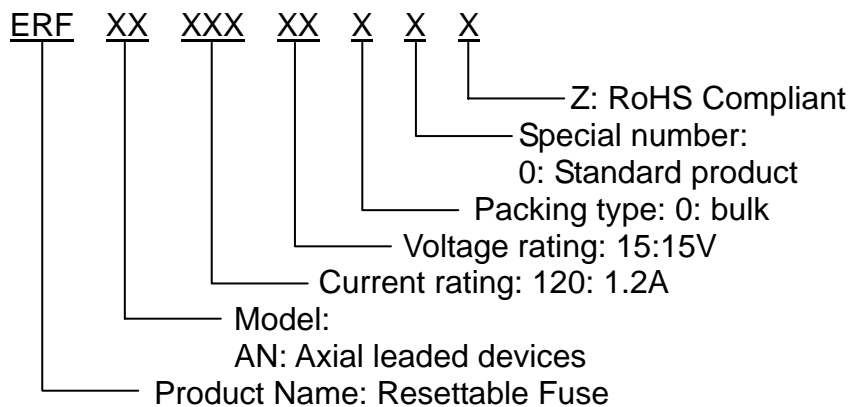 ERF XX XXX XX X X X
Z: RoHS Compliant
Special number:
0: Standard product
Packing type: 0: bulk
Voltage rating: 15:15V
Current rating: 120: 1.2A
Model:
AN: Axial leaded devices
Product Name: Resettable Fuse